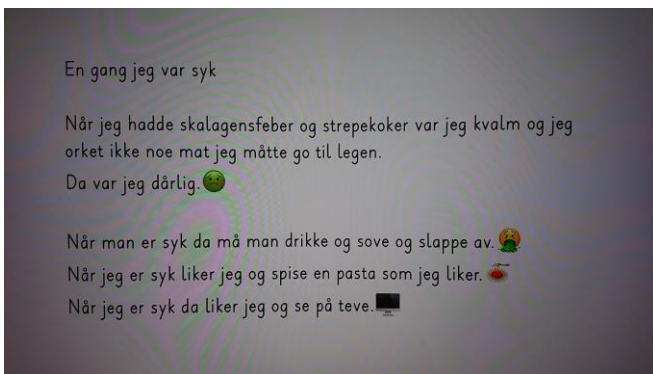 En gang jeg var syk
Når jeg hadde skalagensfeber og strepekoker var jeg kvalm og jeg
orket ikke noe mat jeg måtte go til legen.
Da var jeg dårlig.🤢
Når man er syk da må man drikke og sove og slappe av.🤮
Når jeg er syk liker jeg og spise en pasta som jeg liker.🍝
Når jeg er syk da liker jeg og se på teve.🖥️